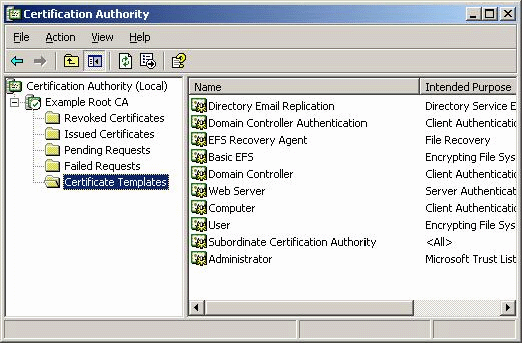 Certification Authority
File Action View Help
Certification Authority (Local)
Example Root CA
Revoked Certificates
Issued Certificates
Pending Requests
Failed Requests
Certificate Templates
Name Intended Purpose
Directory Email Replication Directory Service E
Domain Controller Authentication Client Authenticatio
EFS Recovery Agent File Recovery
Basic EFS Encrypting File Sys
Domain Controller Client Authenticatio
Web Server Server Authenticat
Computer Client Authenticatio
User Encrypting File Sys
Subordinate Certification Authority <All>
Administrator Microsoft Trust List